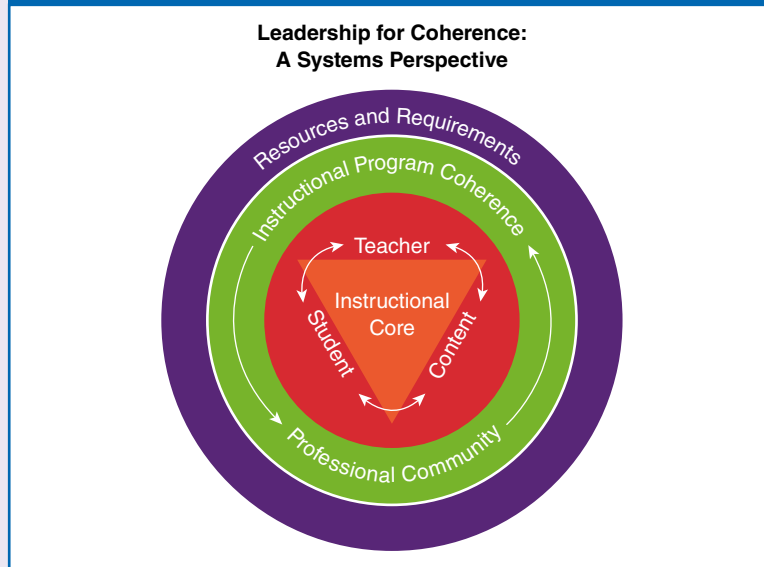 Leadership for Coherence:
A Systems Perspective
Resources and Requirements
Instructional Program Coherence
Teacher
Instructional
Core
Student
Content
Professional Community